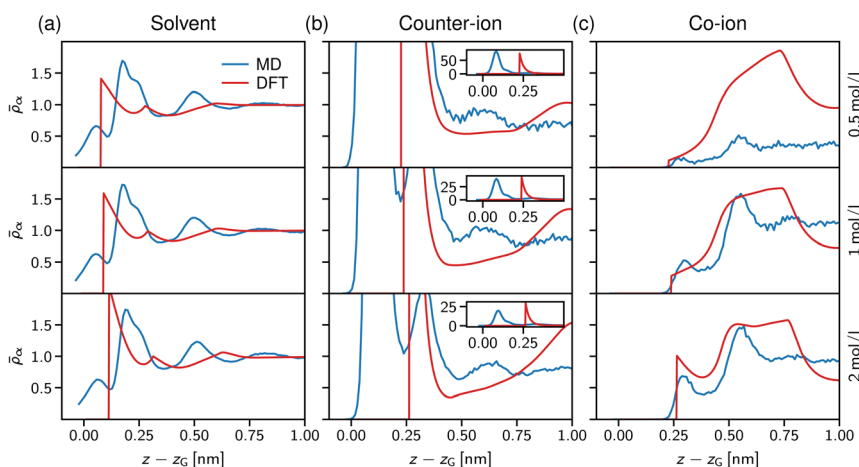 (a) Solvent (b) Counter-ion (c) Co-ion
ρ̄α 1.5 1.0 0.5
MD
DFT
50 0
0.00 0.25
0.5 mol/l
ρ̄α 1.5 1.0 0.5
25 0
0.00 0.25
1 mol/l
ρ̄α 1.5 1.0 0.5
25 0
0.00 0.25
2 mol/l
0.00 0.25 0.50 0.75 1.00 0.00 0.25 0.50 0.75 1.00 0.00 0.25 0.50 0.75 1.00
z − zG [nm] z − zG [nm] z − zG [nm]